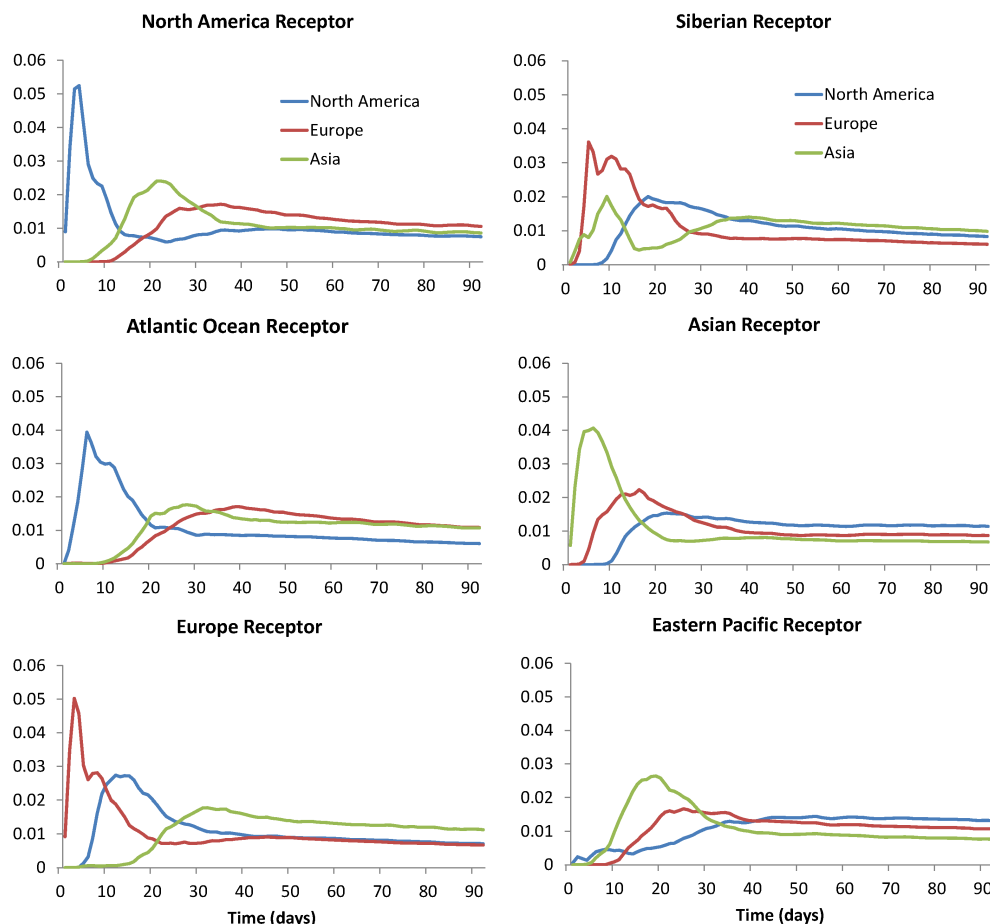 North America Receptor
0.06
0.05
0.04
0.03
0.02
0.01
0
0 10 20 30 40 50 60 70 80 90
North America
Europe
Asia
Siberian Receptor
0.06
0.05
0.04
0.03
0.02
0.01
0
0 10 20 30 40 50 60 70 80 90
North America
Europe
Asia
Atlantic Ocean Receptor
0.06
0.05
0.04
0.03
0.02
0.01
0
0 10 20 30 40 50 60 70 80 90
Asian Receptor
0.06
0.05
0.04
0.03
0.02
0.01
0
0 10 20 30 40 50 60 70 80 90
Europe Receptor
0.06
0.05
0.04
0.03
0.02
0.01
0
0 10 20 30 40 50 60 70 80 90
Time (days)
Eastern Pacific Receptor
0.06
0.05
0.04
0.03
0.02
0.01
0
0 10 20 30 40 50 60 70 80 90
Time (days)